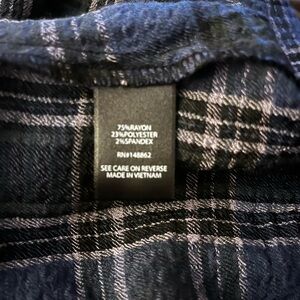 75%RAYON
23%POLYESTER
2%SPANDEX
RN#148862
SEE CARE ON REVERSE
MADE IN VIETNAM